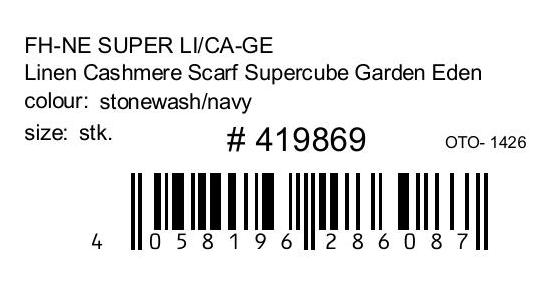 FH-NE SUPER LI/CA-GE
Linen Cashmere Scarf Supercube Garden Eden
colour: stonewash/navy
size: stk.
# 419869
OTO- 1426
4 058196 286087